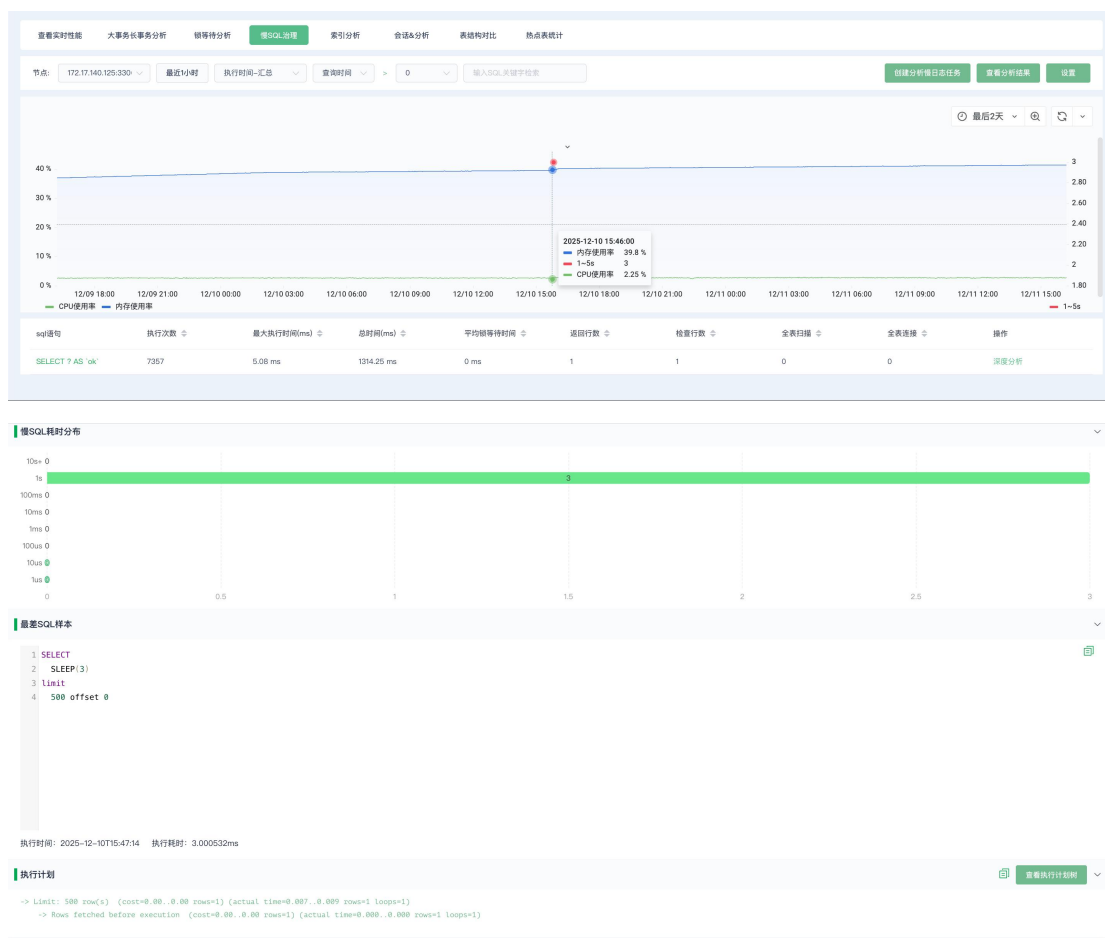 查看实时性能 大事务长事务分析 锁等待分析 慢SQL治理 索引分析 会话&分析 表结构对比 热点表统计
节点: 172.17.140.125:330 最近1小时 执行时间-汇总 查询时间 > 0 输入SQL关键字检索 创建分析慢日志任务 查看分析结果 设置
最后2天
40 % 3
2.80
30 % 2.60
20 % 2.40
2025-12-10 15:46:00 2.20
内存使用率 39.8 %
10 % 1~5s 3 2
CPU使用率 2.25 %
0 % 1.80
12/09 18:00 12/09 21:00 12/10 00:00 12/10 03:00 12/10 06:00 12/10 09:00 12/10 12:00 12/10 15:00 12/10 18:00 12/10 21:00 12/11 00:00 12/11 03:00 12/11 06:00 12/11 09:00 12/11 12:00 12/11 15:00
CPU使用率 内存使用率 1~5s
sql语句 执行次数 最大执行时间(ms) 总时间(ms) 平均锁等待时间 返回行数 检查行数 全表扫描 全表连接 操作
SELECT ? AS `ok` 7357 5.08 ms 1314.25 ms 0 ms 1 1 0 0 深度分析
慢SQL耗时分布
10s+ 0
1s 3
100ms 0
10ms 0
1ms 0
100us 0
10us 0
1us 0
0 0.5 1 1.5 2 2.5 3
最差SQL样本
1 SELECT
2 SLEEP(3)
3 limit
4 500 offset 0
执行时间: 2025-12-10T15:47:14 执行耗时: 3.000532ms
执行计划 查看执行计划树
-> Limit: 500 row(s) (cost=0.00..0.00 rows=1) (actual time=0.007..0.009 rows=1 loops=1)
-> Rows fetched before execution (cost=0.00..0.00 rows=1) (actual time=0.000..0.000 rows=1 loops=1)